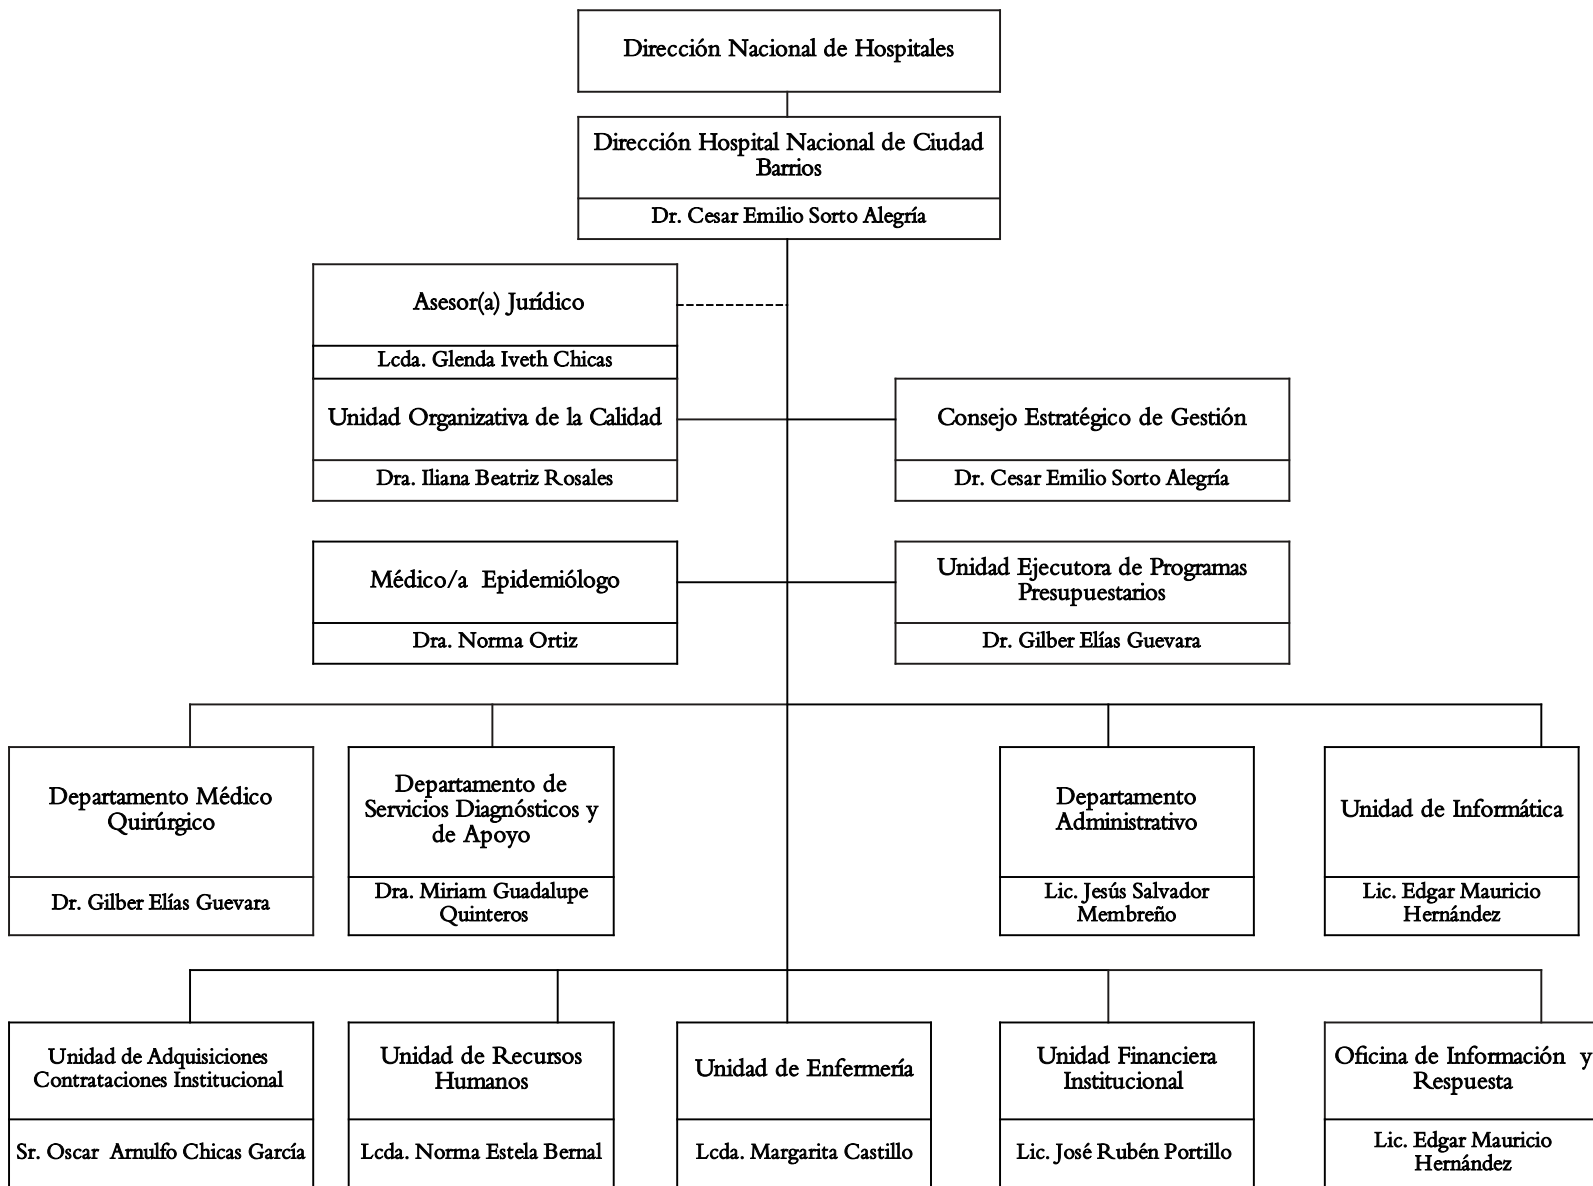 Dirección Nacional de Hospitales
Dirección Hospital Nacional de Ciudad
Barrios
Dr. Cesar Emilio Sorto Alegría
Asesor(a) Jurídico
Lcda. Glenda Iveth Chicas
Unidad Organizativa de la Calidad
Dra. Iliana Beatriz Rosales
Consejo Estratégico de Gestión
Dr. Cesar Emilio Sorto Alegría
Médico/a Epidemiólogo
Dra. Norma Ortiz
Unidad Ejecutora de Programas
Presupuestarios
Dr. Gilber Elías Guevara
Departamento Médico
Quirúrgico
Dr. Gilber Elías Guevara
Departamento de
Servicios Diagnósticos y
de Apoyo
Dra. Miriam Guadalupe
Quinteros
Departamento
Administrativo
Lic. Jesús Salvador
Membreño
Unidad de Informática
Lic. Edgar Mauricio
Hernández
Unidad de Adquisiciones
Contrataciones Institucional
Sr. Oscar Arnulfo Chicas García
Unidad de Recursos
Humanos
Lcda. Norma Estela Bernal
Unidad de Enfermería
Lcda. Margarita Castillo
Unidad Financiera
Institucional
Lic. José Rubén Portillo
Oficina de Información y
Respuesta
Lic. Edgar Mauricio
Hernández